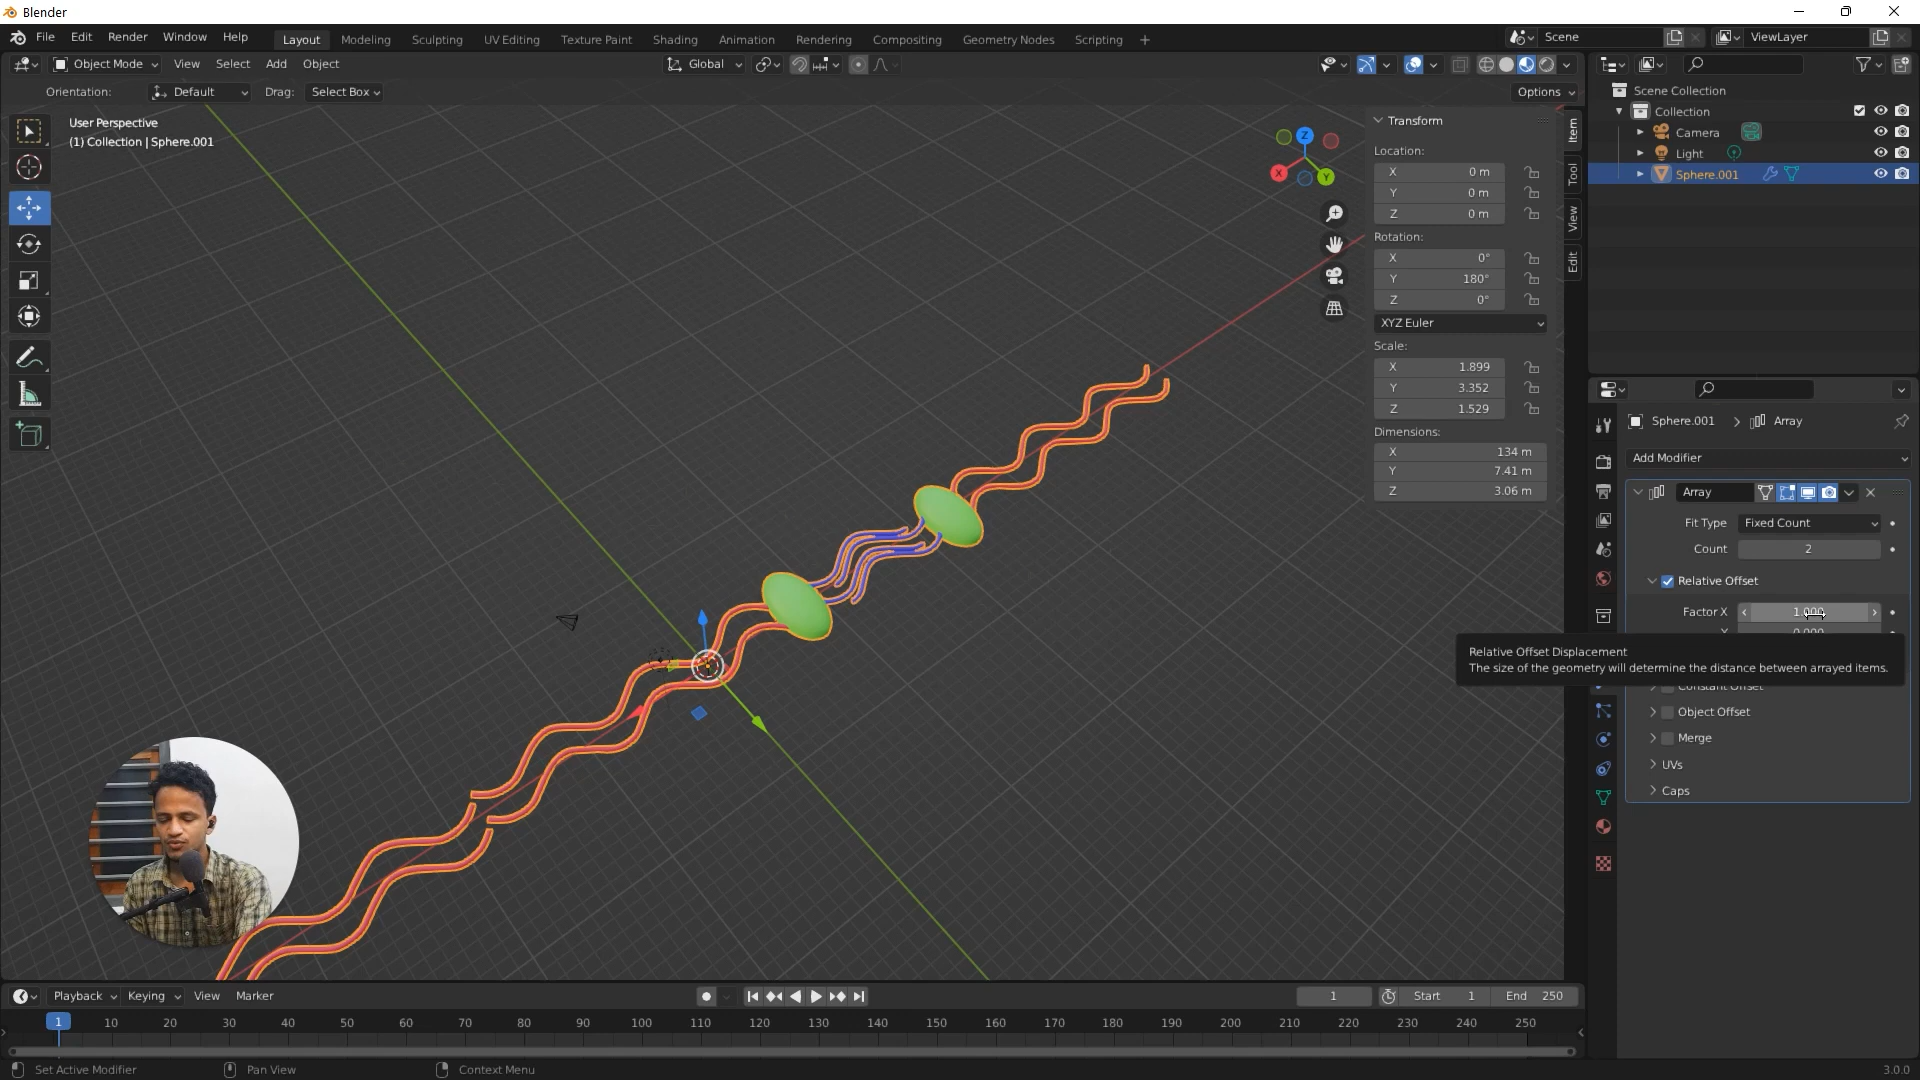 Blender
File Edit Render Window Help Layout Modeling Sculpting UV Editing Texture Paint Shading Animation Rendering Compositing Geometry Nodes Scripting + Scene ViewLayer
Object Mode View Select Add Object Global
Orientation: Default Drag: Select Box Options
User Perspective
(1) Collection | Sphere.001
Z
X
Y
Transform
Location:
X 0 m
Y 0 m
Z 0 m
Rotation:
X 0°
Y 180°
Z 0°
XYZ Euler
Scale:
X 1.899
Y 3.352
Z 1.529
Dimensions:
X 134 m
Y 7.41 m
Z 3.06 m
Item
Tool
View
Edit
Scene Collection
Collection
Camera
Light
Sphere.001
Sphere.001 > Array
Add Modifier
Array
Fit Type Fixed Count
Count 2
Relative Offset
Factor X 1.000
Relative Offset Displacement
The size of the geometry will determine the distance between arrayed items.
Constant Offset
Object Offset
Merge
UVs
Caps
Playback Keying View Marker 1 Start 1 End 250
1 10 20 30 40 50 60 70 80 90 100 110 120 130 140 150 160 170 180 190 200 210 220 230 240 250
Set Active Modifier Pan View Context Menu 3.0.0